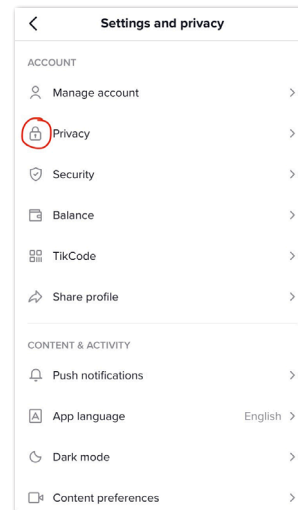 Settings and privacy
ACCOUNT
Manage account
Privacy
Security
Balance
TikCode
Share profile
CONTENT & ACTIVITY
Push notifications
App language English
Dark mode
Content preferences